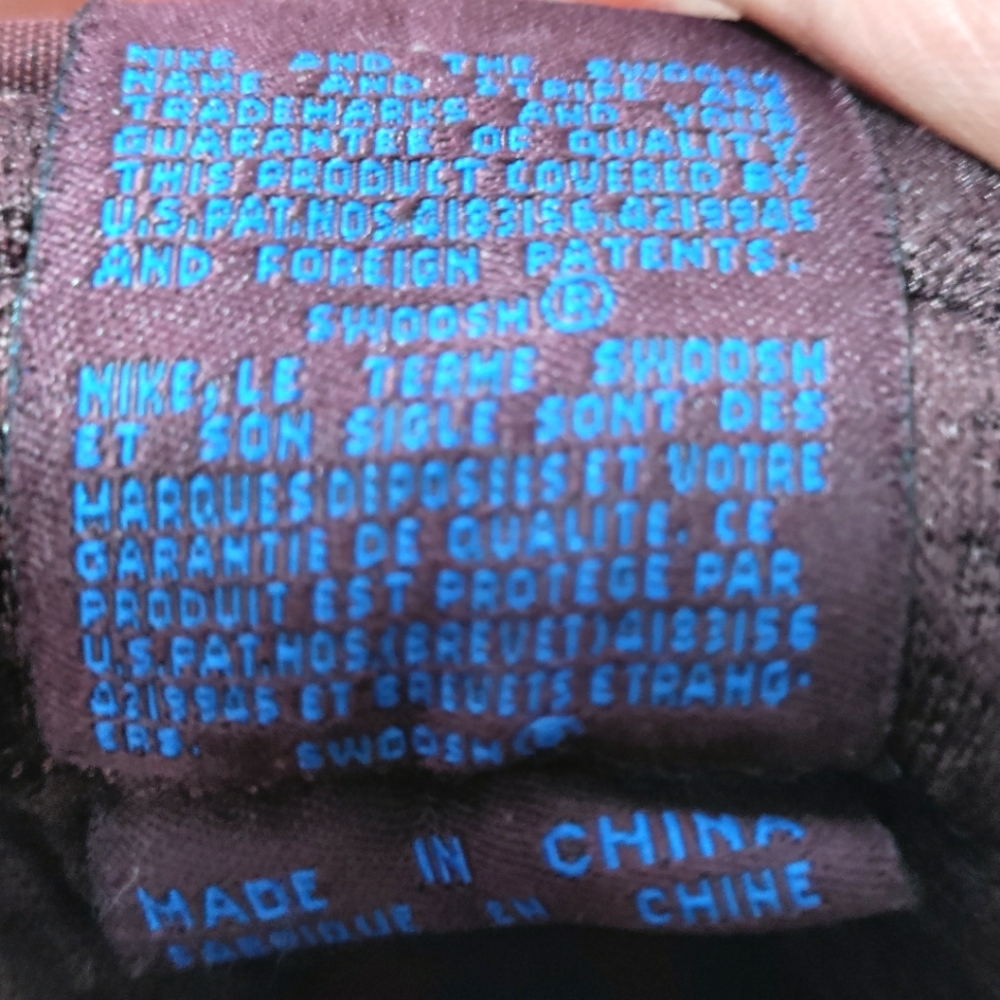 NIKE AND THE SWOOSH
NAME AND STRIPE ARE
TRADEMARKS AND YOUR
GUARANTEE OF QUALITY.
THIS PRODUCT COVERED BY
U.S.PAT.NOS.4183156.4219945
AND FOREIGN PATENTS.
SWOOSH®
NIKE, LE TERME SWOOSH
ET SON SIGLE SONT DES
MARQUES DEPOSEES ET VOTRE
GARANTIE DE QUALITE. CE
PRODUIT EST PROTEGE PAR
U.S.PAT.NOS.(BREVET)4183156
4219945 ET BREVETS ETRANG-
ERS. SWOOSH®
MADE IN CHINA
FABRIQUE EN CHINE